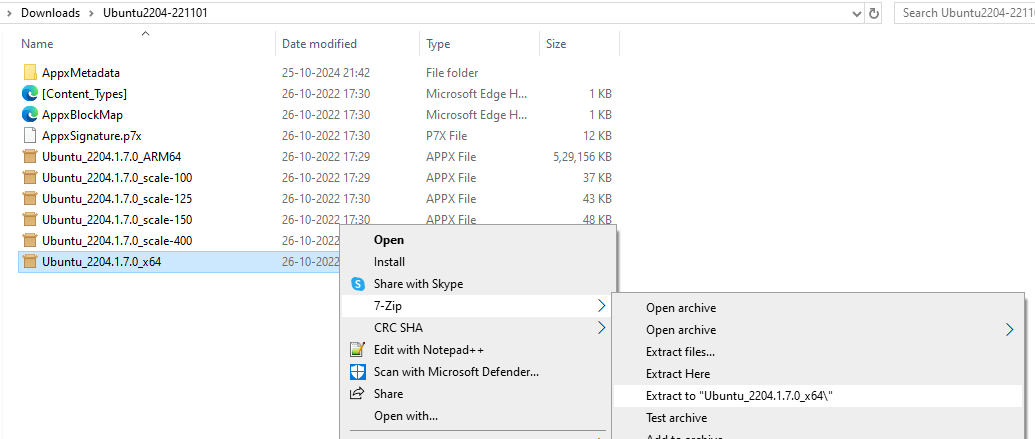 Downloads Ubuntu2204-221101 Search Ubuntu2204-2211
Name Date modified Type Size
AppxMetadata 25-10-2024 21:42 File folder
[Content_Types] 26-10-2022 17:30 Microsoft Edge H... 1 KB
AppxBlockMap 26-10-2022 17:30 Microsoft Edge H... 1 KB
AppxSignature.p7x 26-10-2022 17:30 P7X File 12 KB
Ubuntu_2204.1.7.0_ARM64 26-10-2022 17:29 APPX File 5,29,156 KB
Ubuntu_2204.1.7.0_scale-100 26-10-2022 17:29 APPX File 37 KB
Ubuntu_2204.1.7.0_scale-125 26-10-2022 17:30 APPX File 43 KB
Ubuntu_2204.1.7.0_scale-150 26-10-2022 17:30 APPX File 48 KB
Ubuntu_2204.1.7.0_scale-400 26-10-2022
Ubuntu_2204.1.7.0_x64 26-10-2022
Open
Install
Share with Skype
7-Zip
CRC SHA
Edit with Notepad++
Scan with Microsoft Defender...
Share
Open with...
Open archive
Open archive
Extract files...
Extract Here
Extract to "Ubuntu_2204.1.7.0_x64\"
Test archive
Add to archive